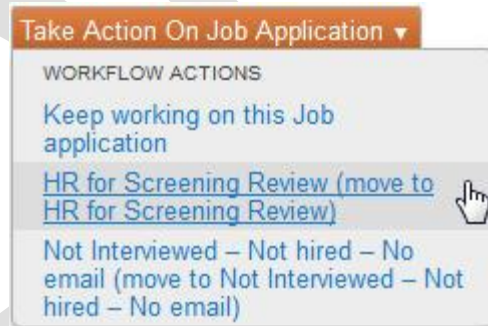 Take Action On Job Application ▼
WORKFLOW ACTIONS
Keep working on this Job
application
HR for Screening Review (move to
HR for Screening Review)
Not Interviewed – Not hired – No
email (move to Not Interviewed – Not
hired – No email)